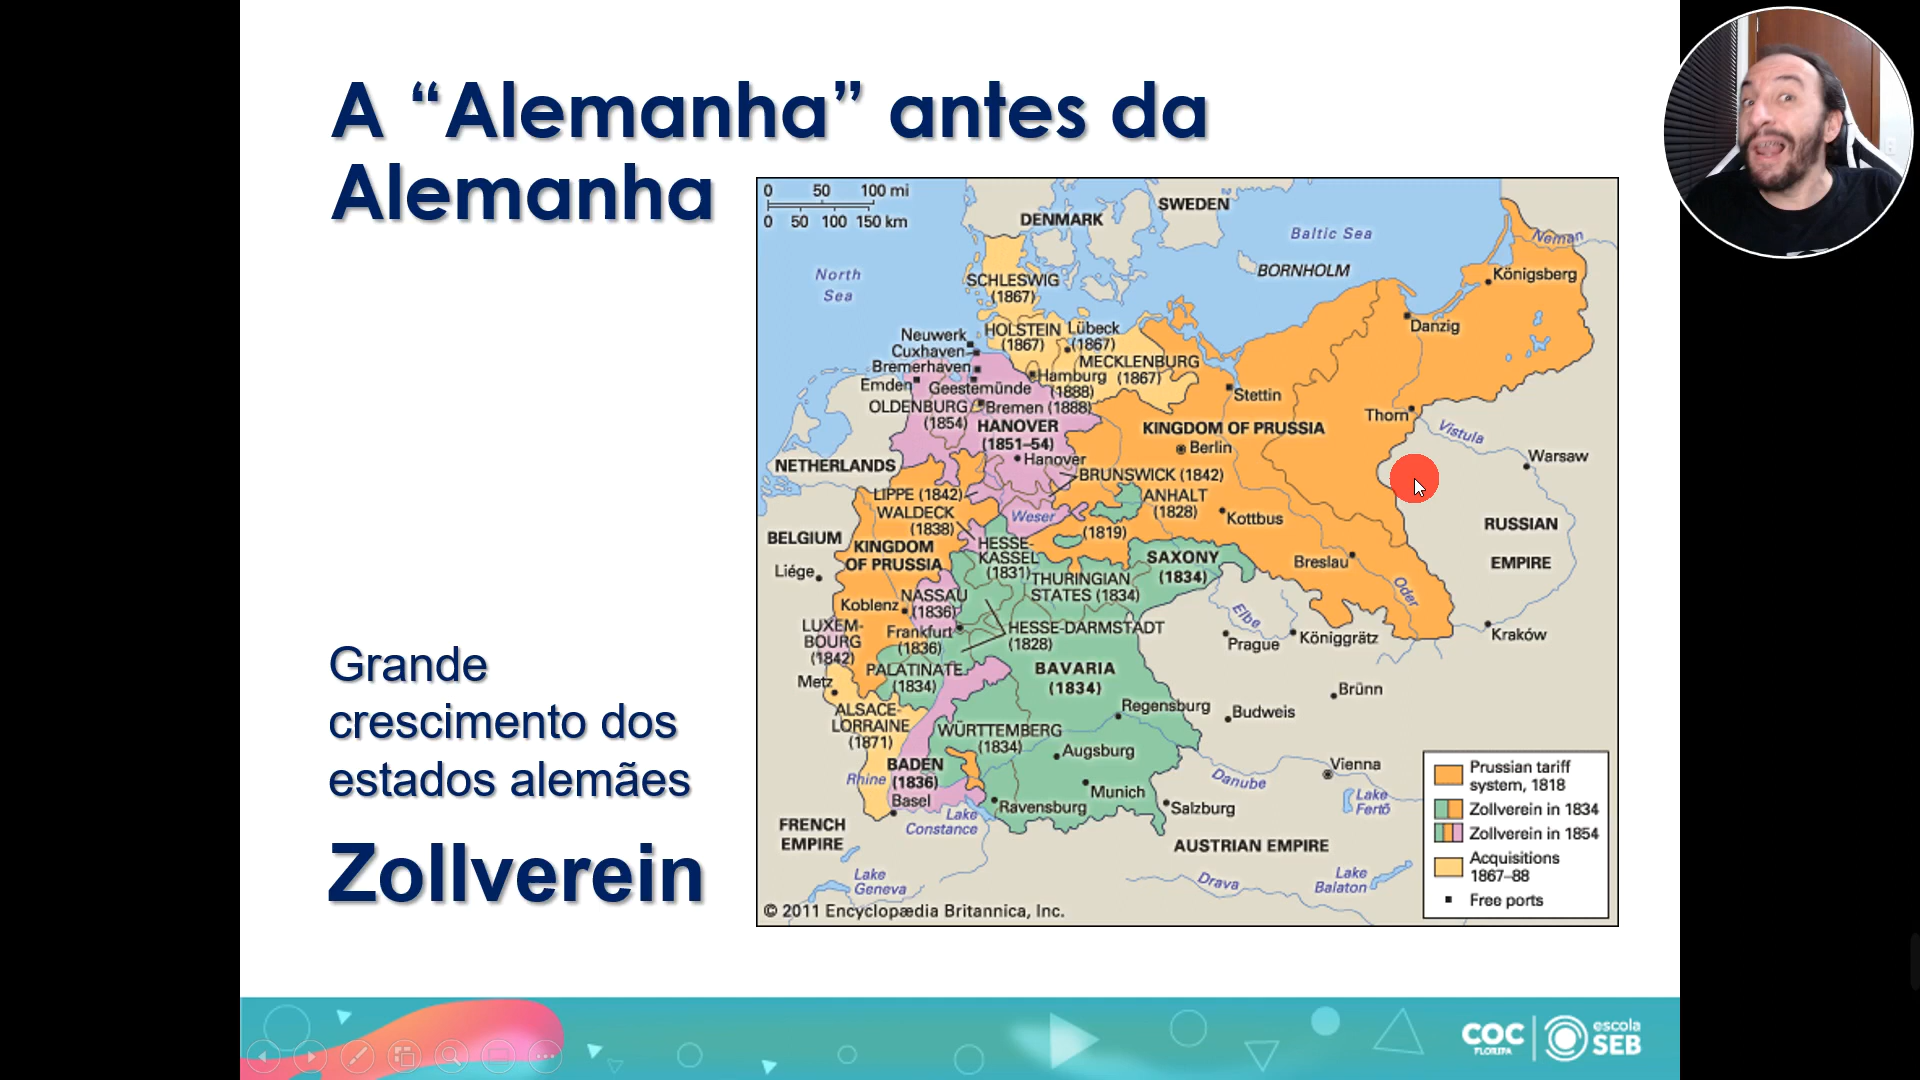 A “Alemanha” antes da
Alemanha
0 50 100 mi
0 50 100 150 km
DENMARK
SWEDEN
Baltic Sea
Neman
North
Sea
BORNHOLM
Königsberg
SCHLESWIG
(1867)
Danzig
Neuwerk
HOLSTEIN
(1867)
Lübeck
(1867)
Cuxhaven
Bremerhaven
MECKLENBURG
(1867)
Emden
Geestemünde
Hamburg
(1888)
Stettin
OLDENBURG
(1854)
Bremen (1888)
Thorn
HANOVER
(1851–54)
KINGDOM OF PRUSSIA
Vistula
Hanover
Berlin
Warsaw
NETHERLANDS
BRUNSWICK (1842)
LIPPE (1842)
ANHALT
(1828)
WALDECK
(1838)
Weser
Kottbus
RUSSIAN
EMPIRE
BELGIUM
KINGDOM
OF PRUSSIA
HESSE-
KASSEL
(1831)
(1819)
SAXONY
(1834)
Breslau
Liége
THURINGIAN
STATES (1834)
Oder
Koblenz
NASSAU
(1836)
Elbe
LUXEM-
BOURG
(1842)
Frankfurt
(1836)
HESSE-DARMSTADT
(1828)
Prague
Königgrätz
Kraków
PALATINATE
(1834)
BAVARIA
(1834)
Metz
Brünn
ALSACE-
LORRAINE
(1871)
Regensburg
Budweis
WÜRTTEMBERG
(1834)
Augsburg
BADEN
(1836)
Rhine
Danube
Vienna
Munich
Basel
Ravensburg
Salzburg
Lake
Fertő
Lake
Constance
FRENCH
EMPIRE
AUSTRIAN EMPIRE
Lake
Geneva
Drava
Lake
Balaton
Prussian tariff
system, 1818
Zollverein in 1834
Zollverein in 1854
Acquisitions
1867–88
Free ports
© 2011 Encyclopædia Britannica, Inc.
Grande
crescimento dos
estados alemães
Zollverein
COC
FLORIPA
escola
SEB